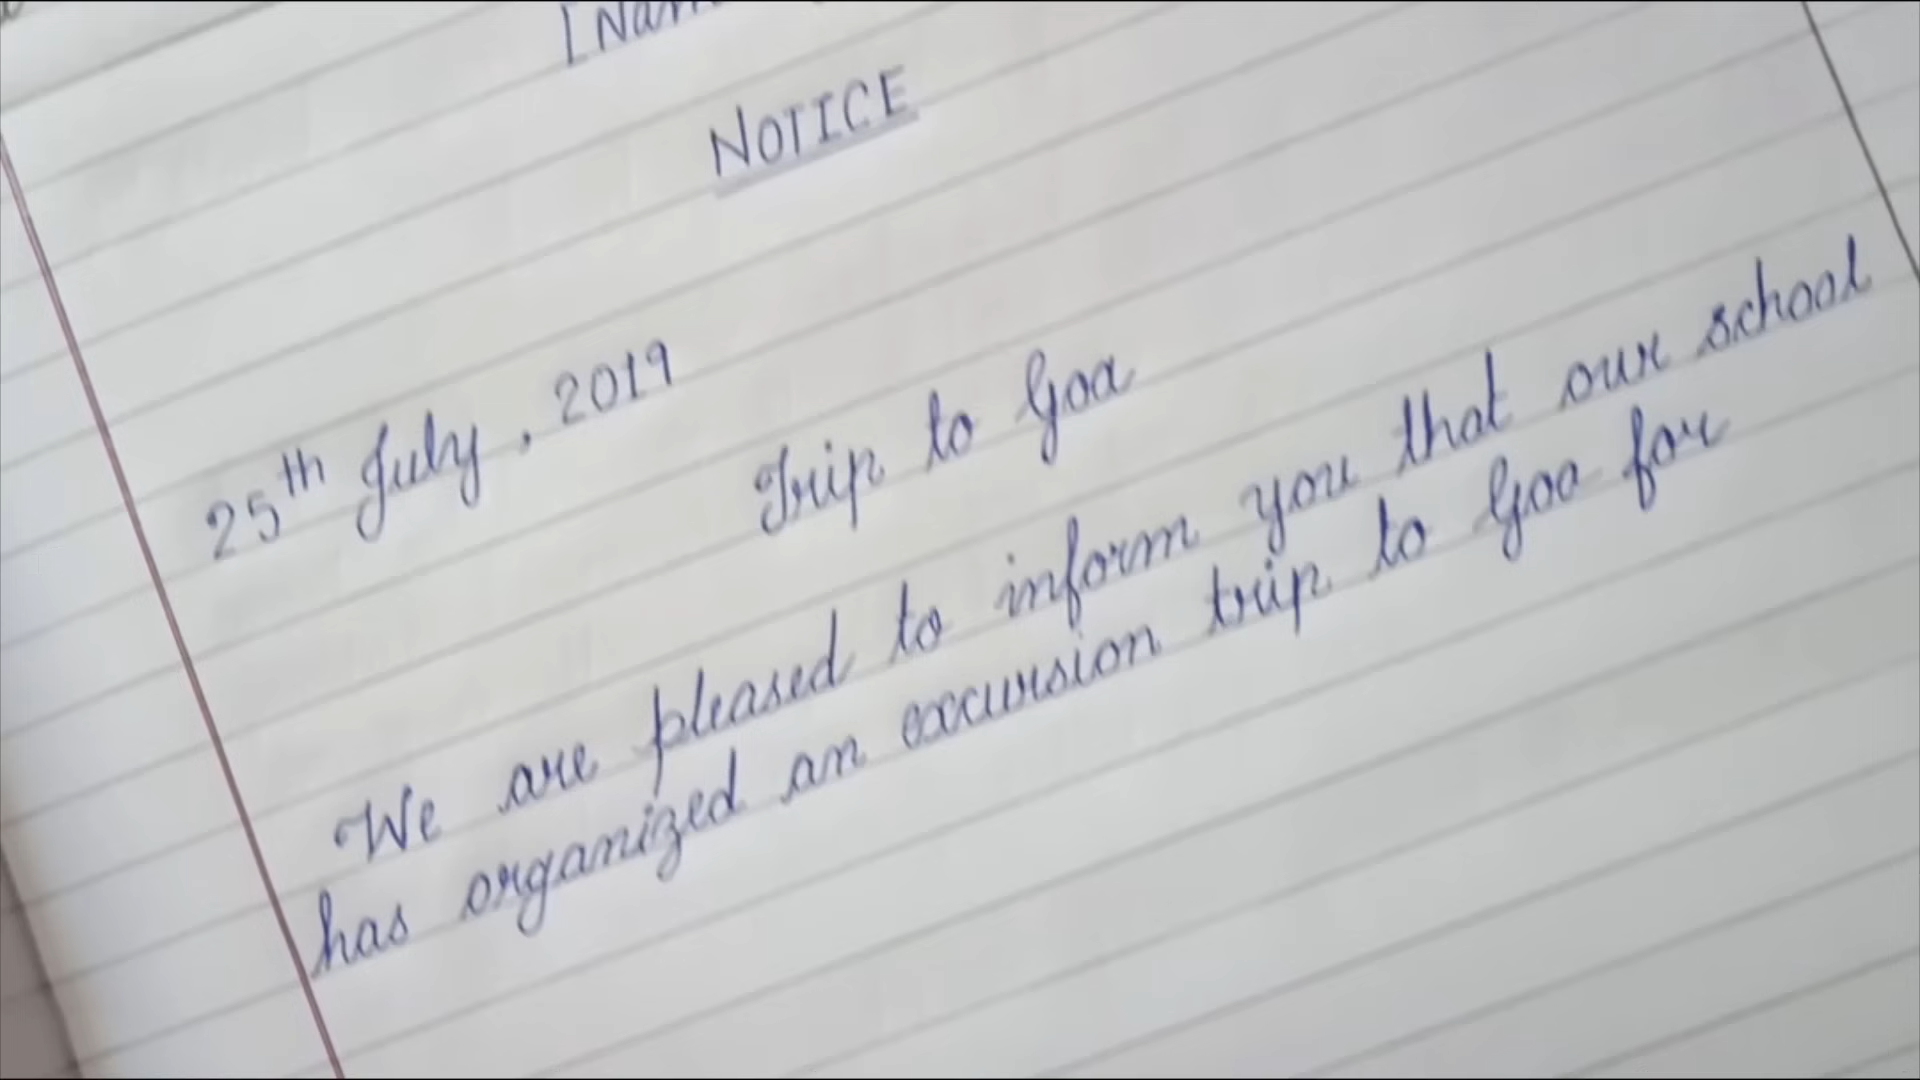 NOTICE
25th July, 2019
Trip to Goa
We are pleased to inform you that our school
has organized an excursion trip to Goa for